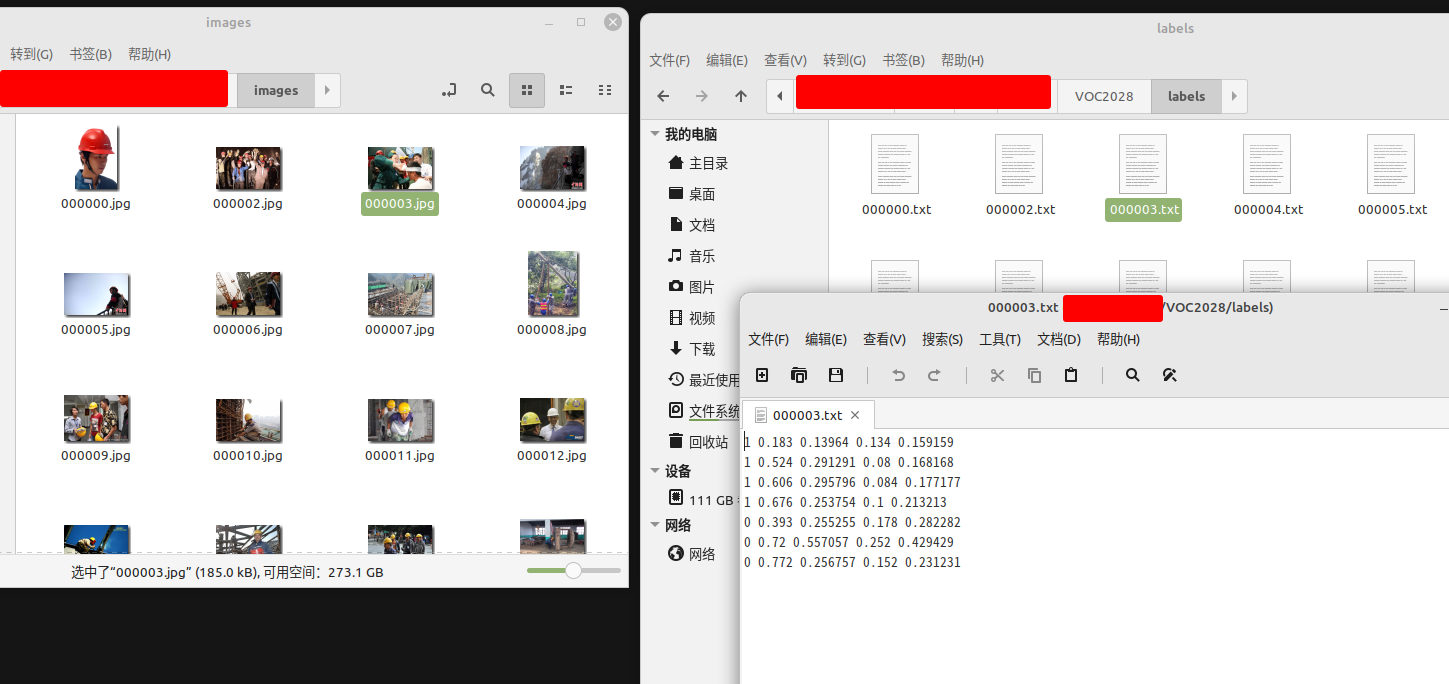 images
转到(G) 书签(B) 帮助(H)
images
000000.jpg 000002.jpg 000003.jpg 000004.jpg
000005.jpg 000006.jpg 000007.jpg 000008.jpg
000009.jpg 000010.jpg 000011.jpg 000012.jpg
选中了“000003.jpg” (185.0 kB), 可用空间: 273.1 GB
labels
文件(F) 编辑(E) 查看(V) 转到(G) 书签(B) 帮助(H)
VOC2028 labels
我的电脑
主目录
桌面
文档
音乐
图片
视频
下载
最近使用
文件系统
回收站
设备
111 GB
网络
网络
000000.txt 000002.txt 000003.txt 000004.txt 000005.txt
000003.txt /VOC2028/labels)
文件(F) 编辑(E) 查看(V) 搜索(S) 工具(T) 文档(D) 帮助(H)
000003.txt
1 0.183 0.13964 0.134 0.159159
1 0.524 0.291291 0.08 0.168168
1 0.606 0.295796 0.084 0.177177
1 0.676 0.253754 0.1 0.213213
0 0.393 0.255255 0.178 0.282282
0 0.72 0.557057 0.252 0.429429
0 0.772 0.256757 0.152 0.231231